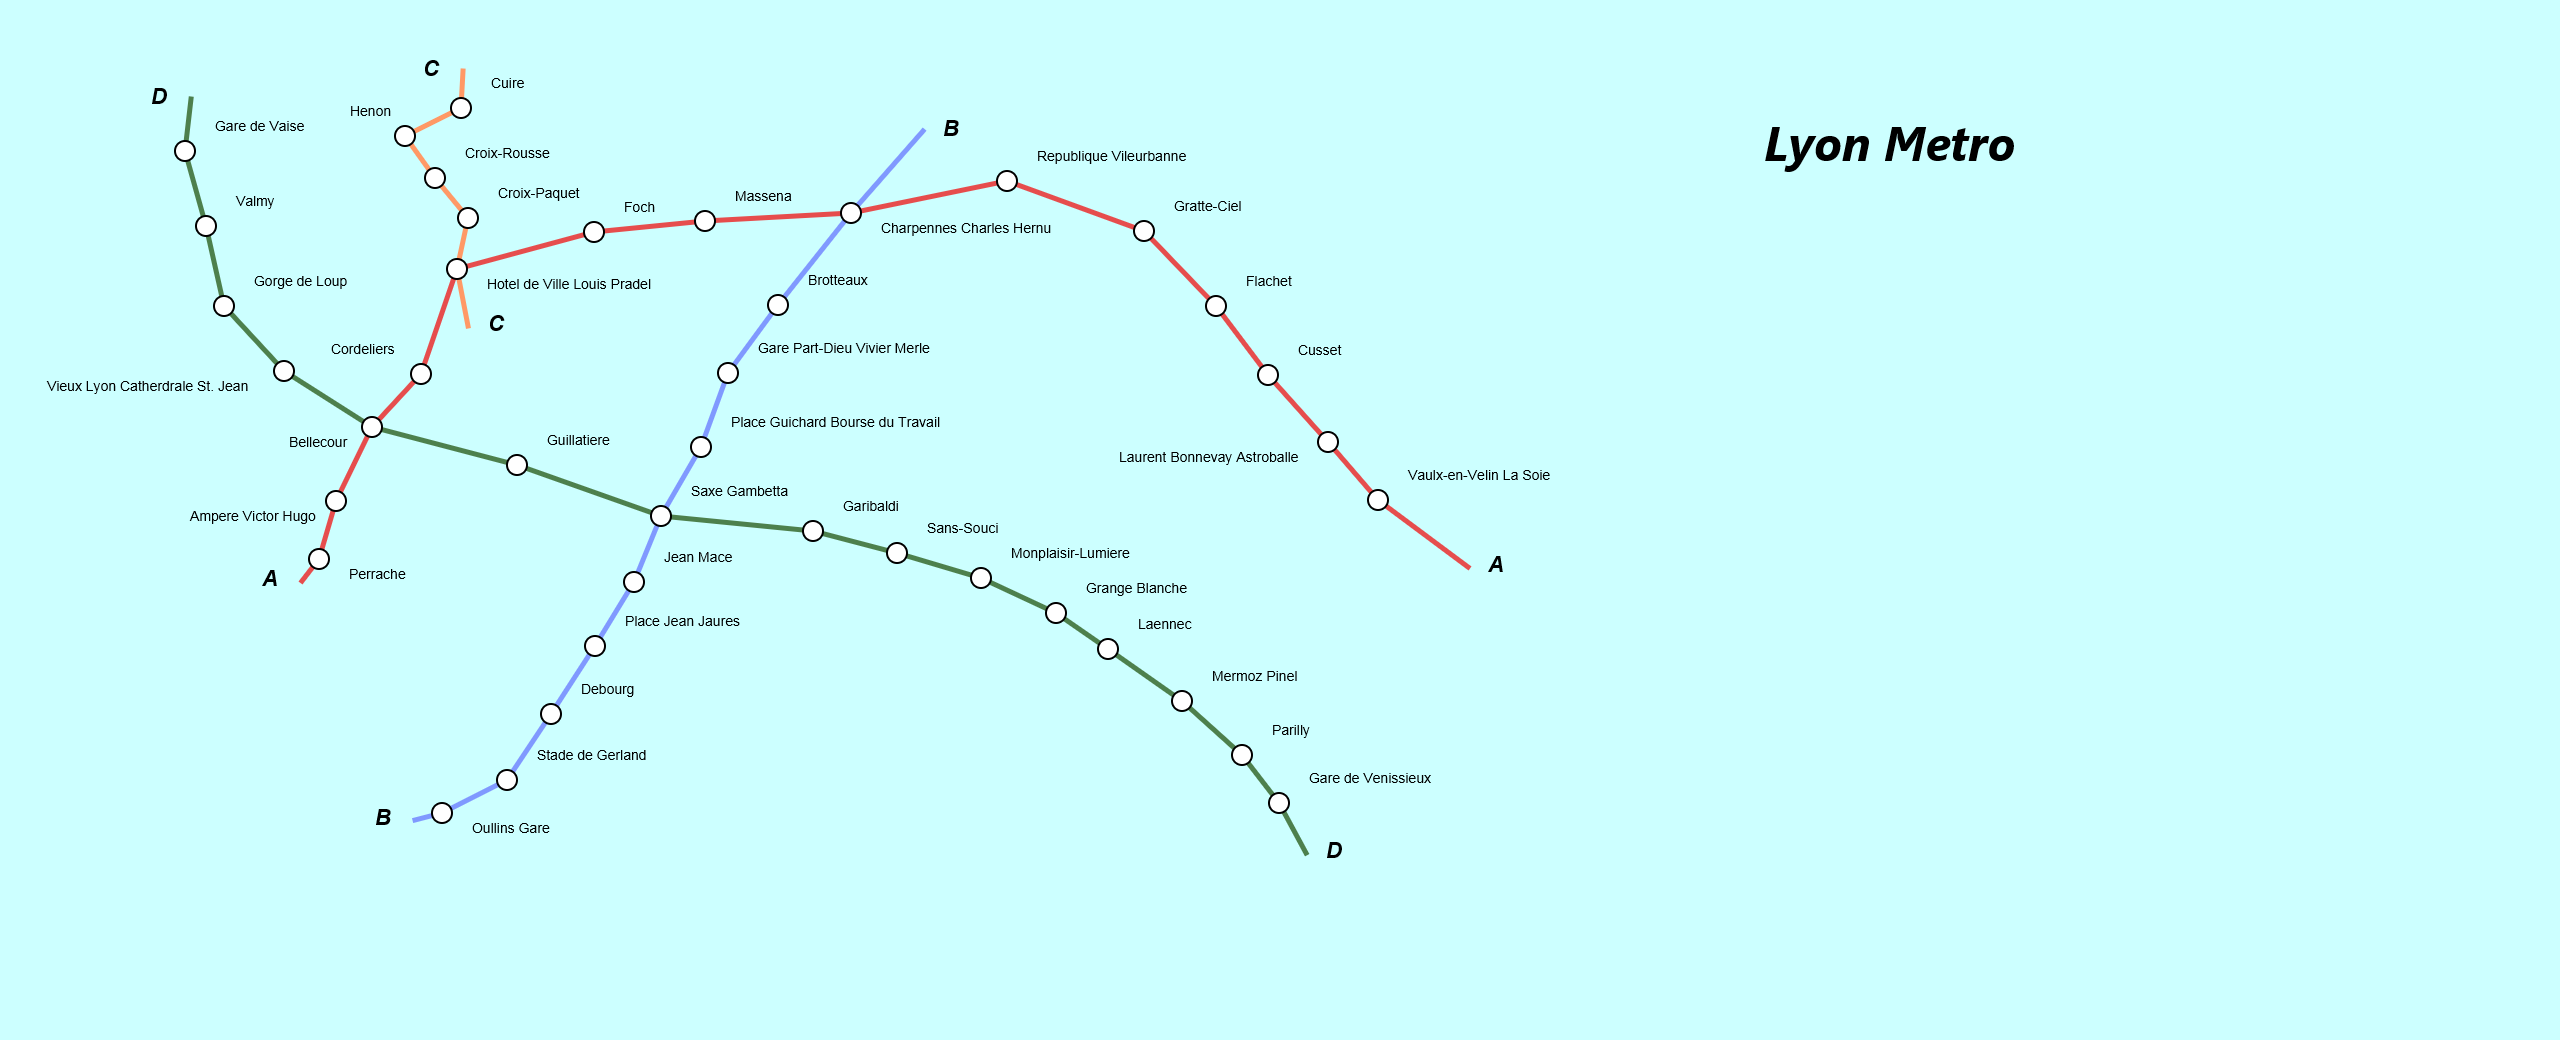 Lyon Metro
C
Cuire
D
Henon
Gare de Vaise
B
Croix-Rousse
Republique Vileurbanne
Croix-Paquet
Massena
Valmy
Foch
Gratte-Ciel
Charpennes Charles Hernu
Gorge de Loup
Hotel de Ville Louis Pradel
Brotteaux
Flachet
C
Cordeliers
Gare Part-Dieu Vivier Merle
Cusset
Vieux Lyon Catherdrale St. Jean
Place Guichard Bourse du Travail
Bellecour
Guillatiere
Laurent Bonnevay Astroballe
Vaulx-en-Velin La Soie
Saxe Gambetta
Garibaldi
Ampere Victor Hugo
Sans-Souci
Jean Mace
Monplaisir-Lumiere
A
A
Perrache
Grange Blanche
Place Jean Jaures
Laennec
Mermoz Pinel
Debourg
Parilly
Stade de Gerland
Gare de Venissieux
B
Oullins Gare
D